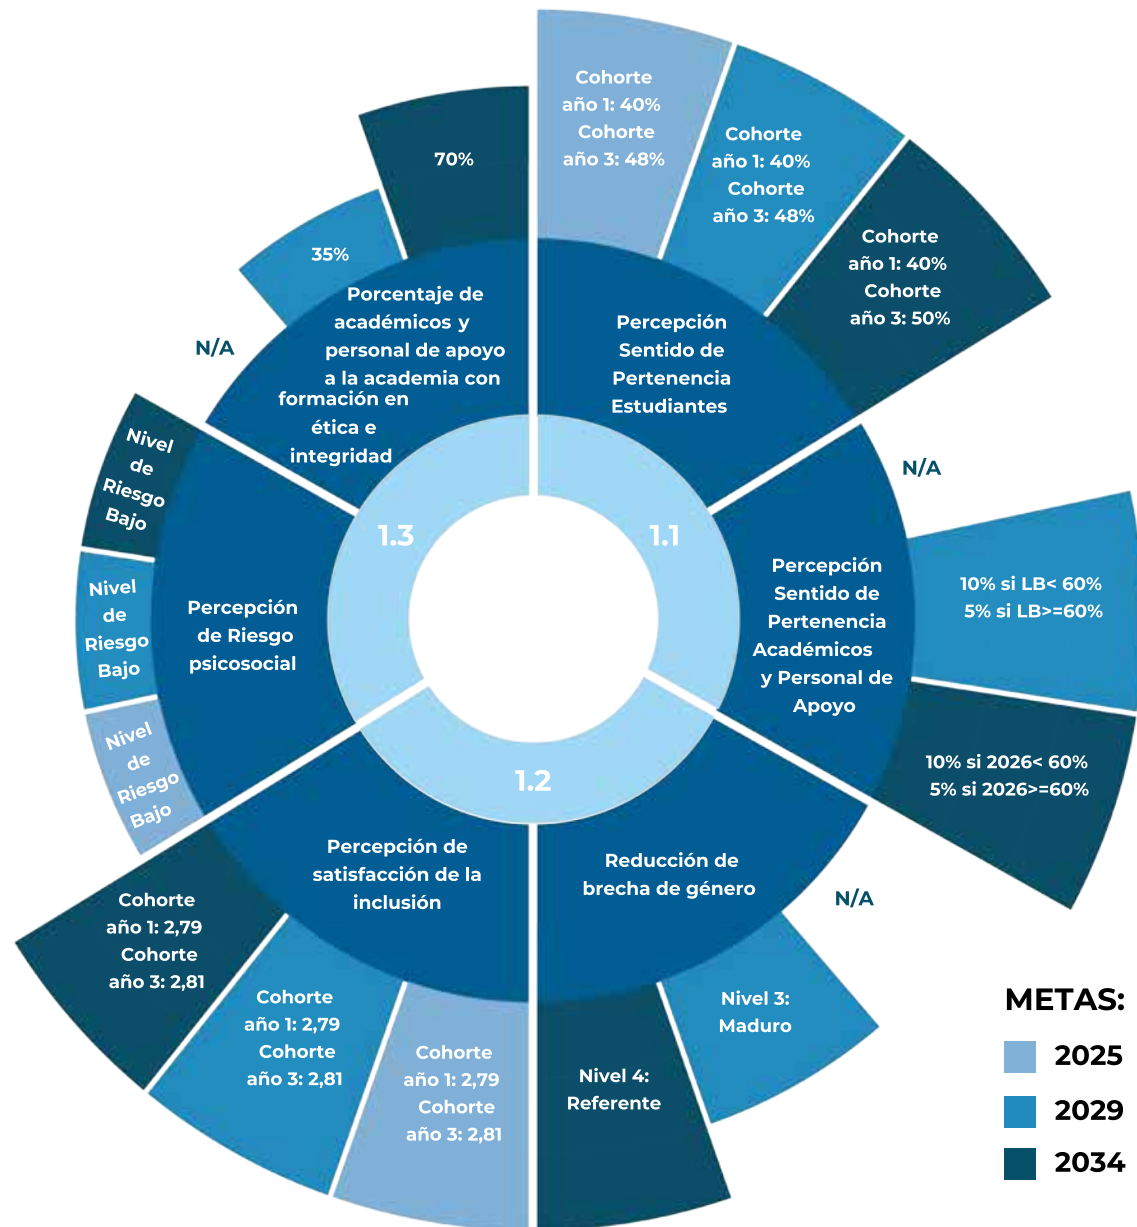 Cohorte
año 1: 40%
Cohorte
año 3: 48%
Cohorte
año 1: 40%
Cohorte
año 3: 48%
Cohorte
año 1: 40%
Cohorte
año 3: 50%
Percepción
Sentido de
Pertenencia
Estudiantes
1.1
N/A
Percepción
Sentido de
Pertenencia
Académicos
y Personal de
Apoyo
10% si LB< 60%
5% si LB>=60%
10% si 2026< 60%
5% si 2026>=60%
Reducción de
brecha de género
N/A
Nivel 3:
Maduro
Nivel 4:
Referente
1.2
Percepción de
satisfacción de la
inclusión
Cohorte
año 1: 2,79
Cohorte
año 3: 2,81
Cohorte
año 1: 2,79
Cohorte
año 3: 2,81
Cohorte
año 1: 2,79
Cohorte
año 3: 2,81
1.3
Percepción
de Riesgo
psicosocial
Nivel
de
Riesgo
Bajo
Nivel
de
Riesgo
Bajo
Nivel
de
Riesgo
Bajo
Porcentaje de
académicos y
personal de apoyo
a la academia con
formación en
ética e
integridad
N/A
35%
70%
METAS:
2025
2029
2034